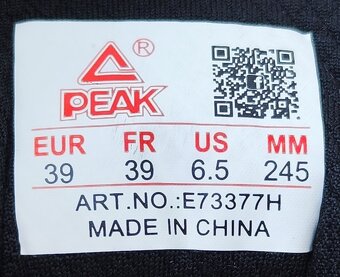 ®
PEAK
EUR FR US MM
39 39 6.5 245
ART.NO.:E73377H
MADE IN CHINA